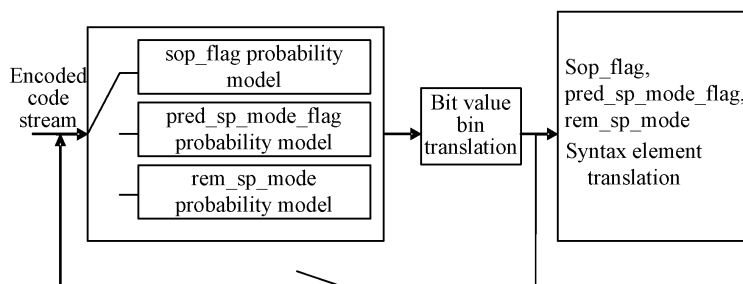 Encoded
code
stream
sop_flag probability
model
pred_sp_mode_flag
probability model
rem_sp_mode
probability model
Bit value
bin
translation
Sop_flag,
pred_sp_mode_flag,
rem_sp_mode
Syntax element
translation